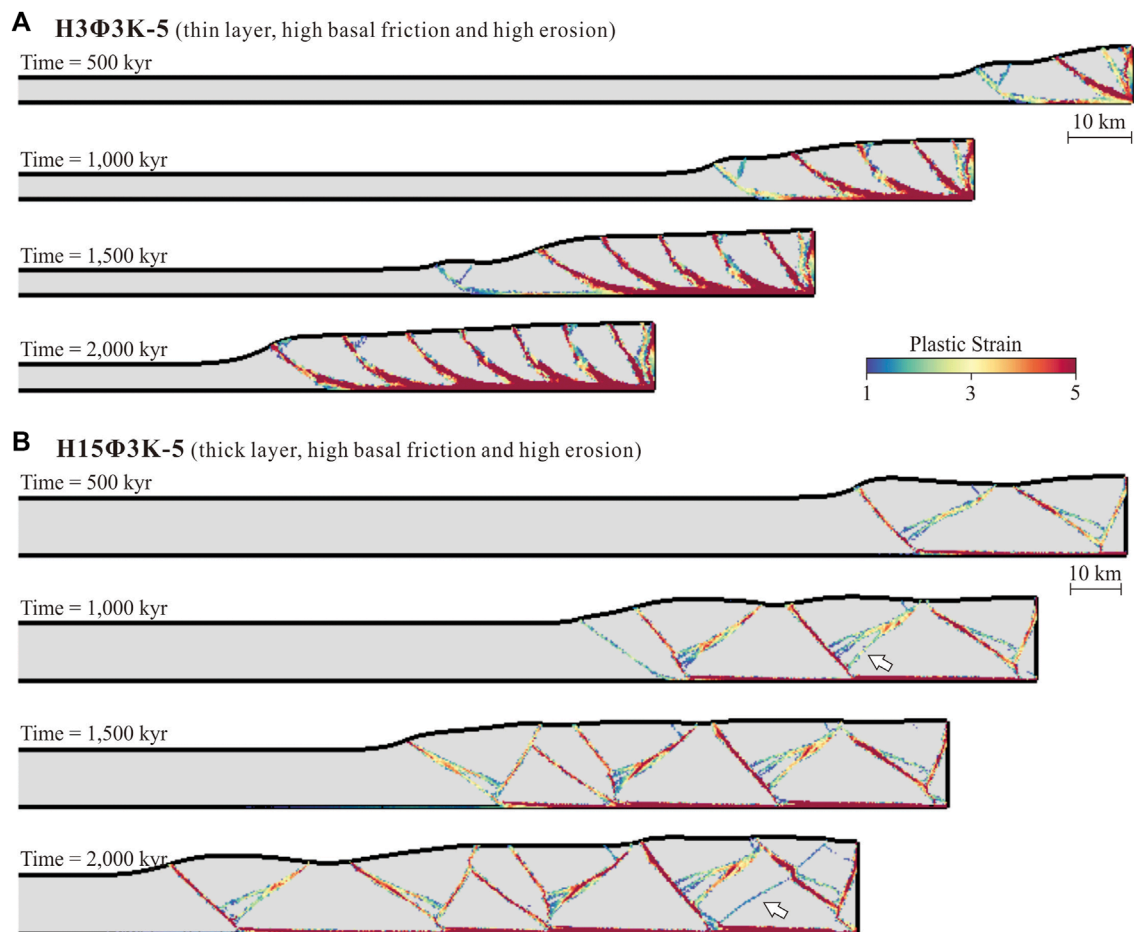 A H3Φ3K-5 (thin layer, high basal friction and high erosion)
Time = 500 kyr
10 km
Time = 1,000 kyr
Time = 1,500 kyr
Time = 2,000 kyr
Plastic Strain
1 3 5
B H15Φ3K-5 (thick layer, high basal friction and high erosion)
Time = 500 kyr
10 km
Time = 1,000 kyr
Time = 1,500 kyr
Time = 2,000 kyr